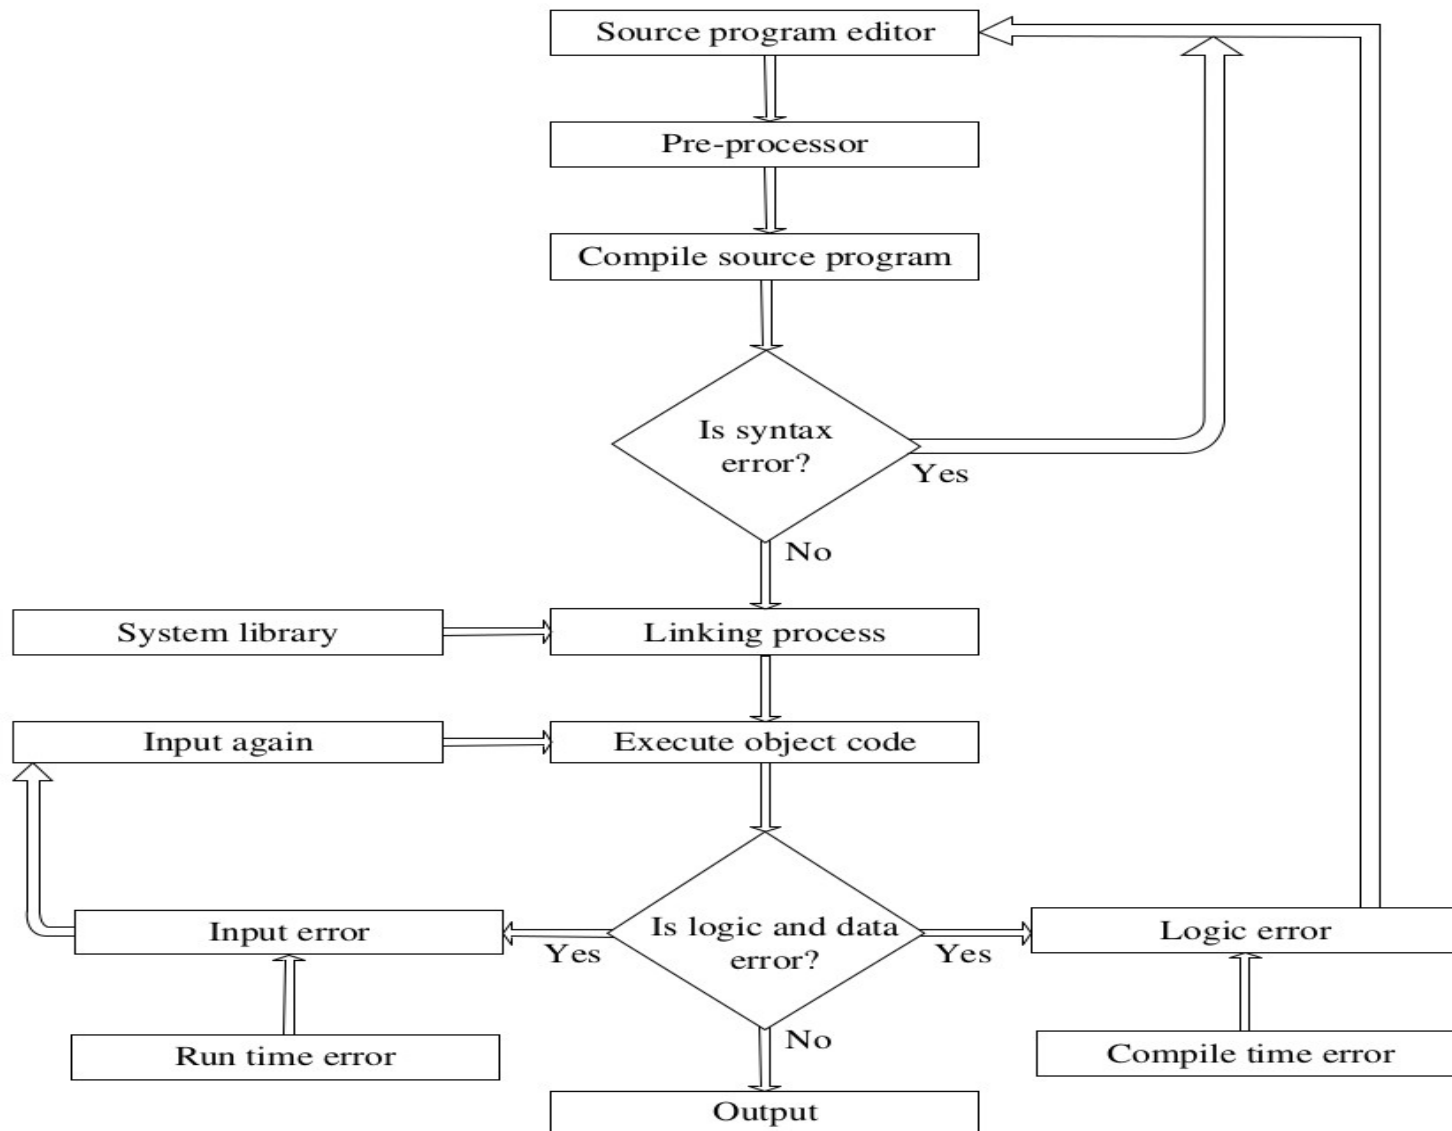 Source program editor
Pre-processor
Compile source program
Is syntax
error?
Yes
No
System library
Linking process
Input again
Execute object code
Input error
Yes
Is logic and data
error?
Yes
Logic error
Run time error
No
Compile time error
Output